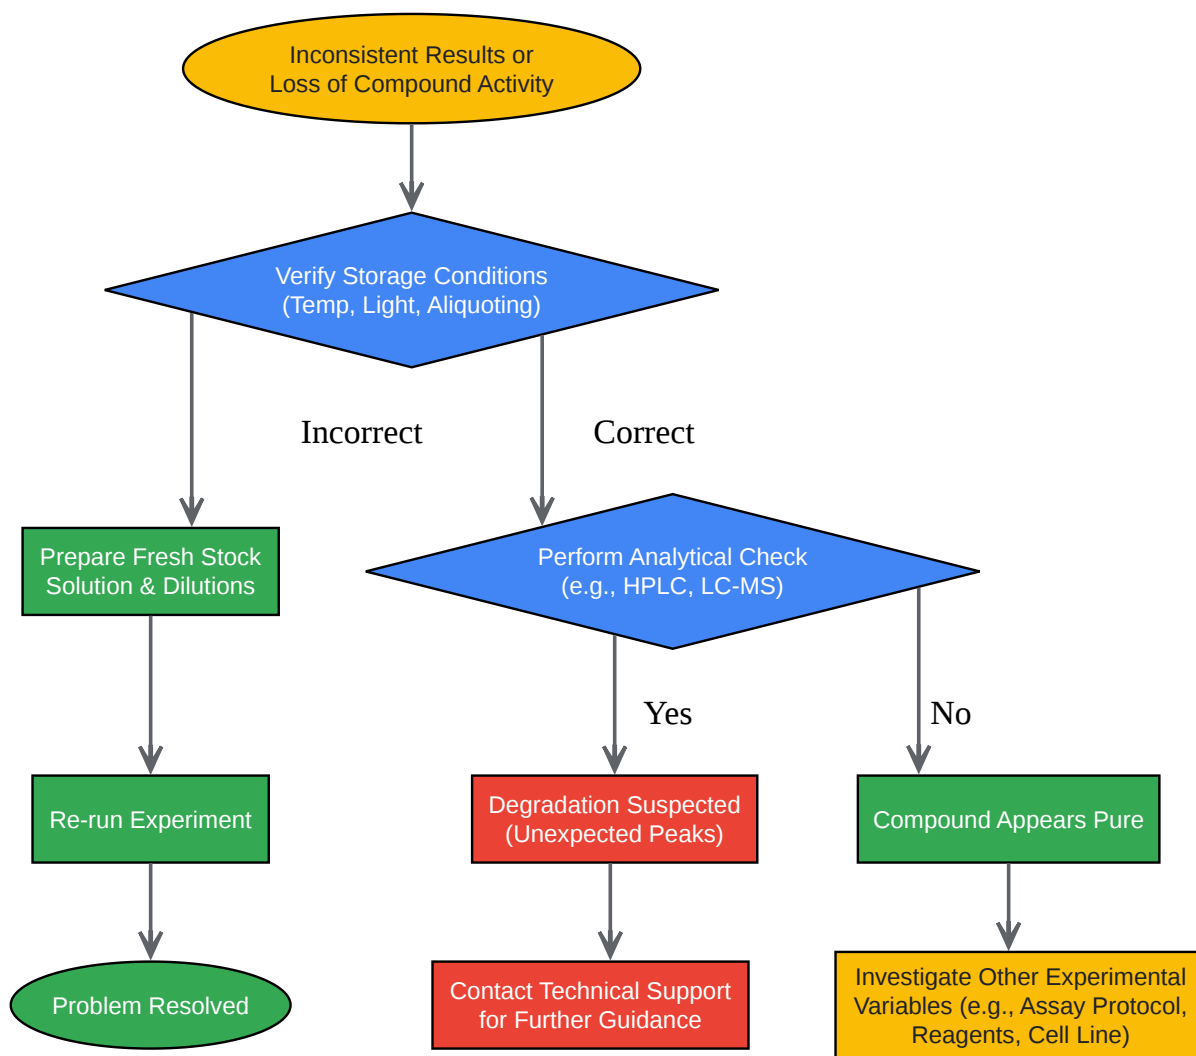 Inconsistent Results or
Loss of Compound Activity
Verify Storage Conditions
(Temp, Light, Aliquoting)
Incorrect
Correct
Prepare Fresh Stock
Solution & Dilutions
Perform Analytical Check
(e.g., HPLC, LC-MS)
Yes
No
Re-run Experiment
Degradation Suspected
(Unexpected Peaks)
Compound Appears Pure
Problem Resolved
Contact Technical Support
for Further Guidance
Investigate Other Experimental
Variables (e.g., Assay Protocol,
Reagents, Cell Line)